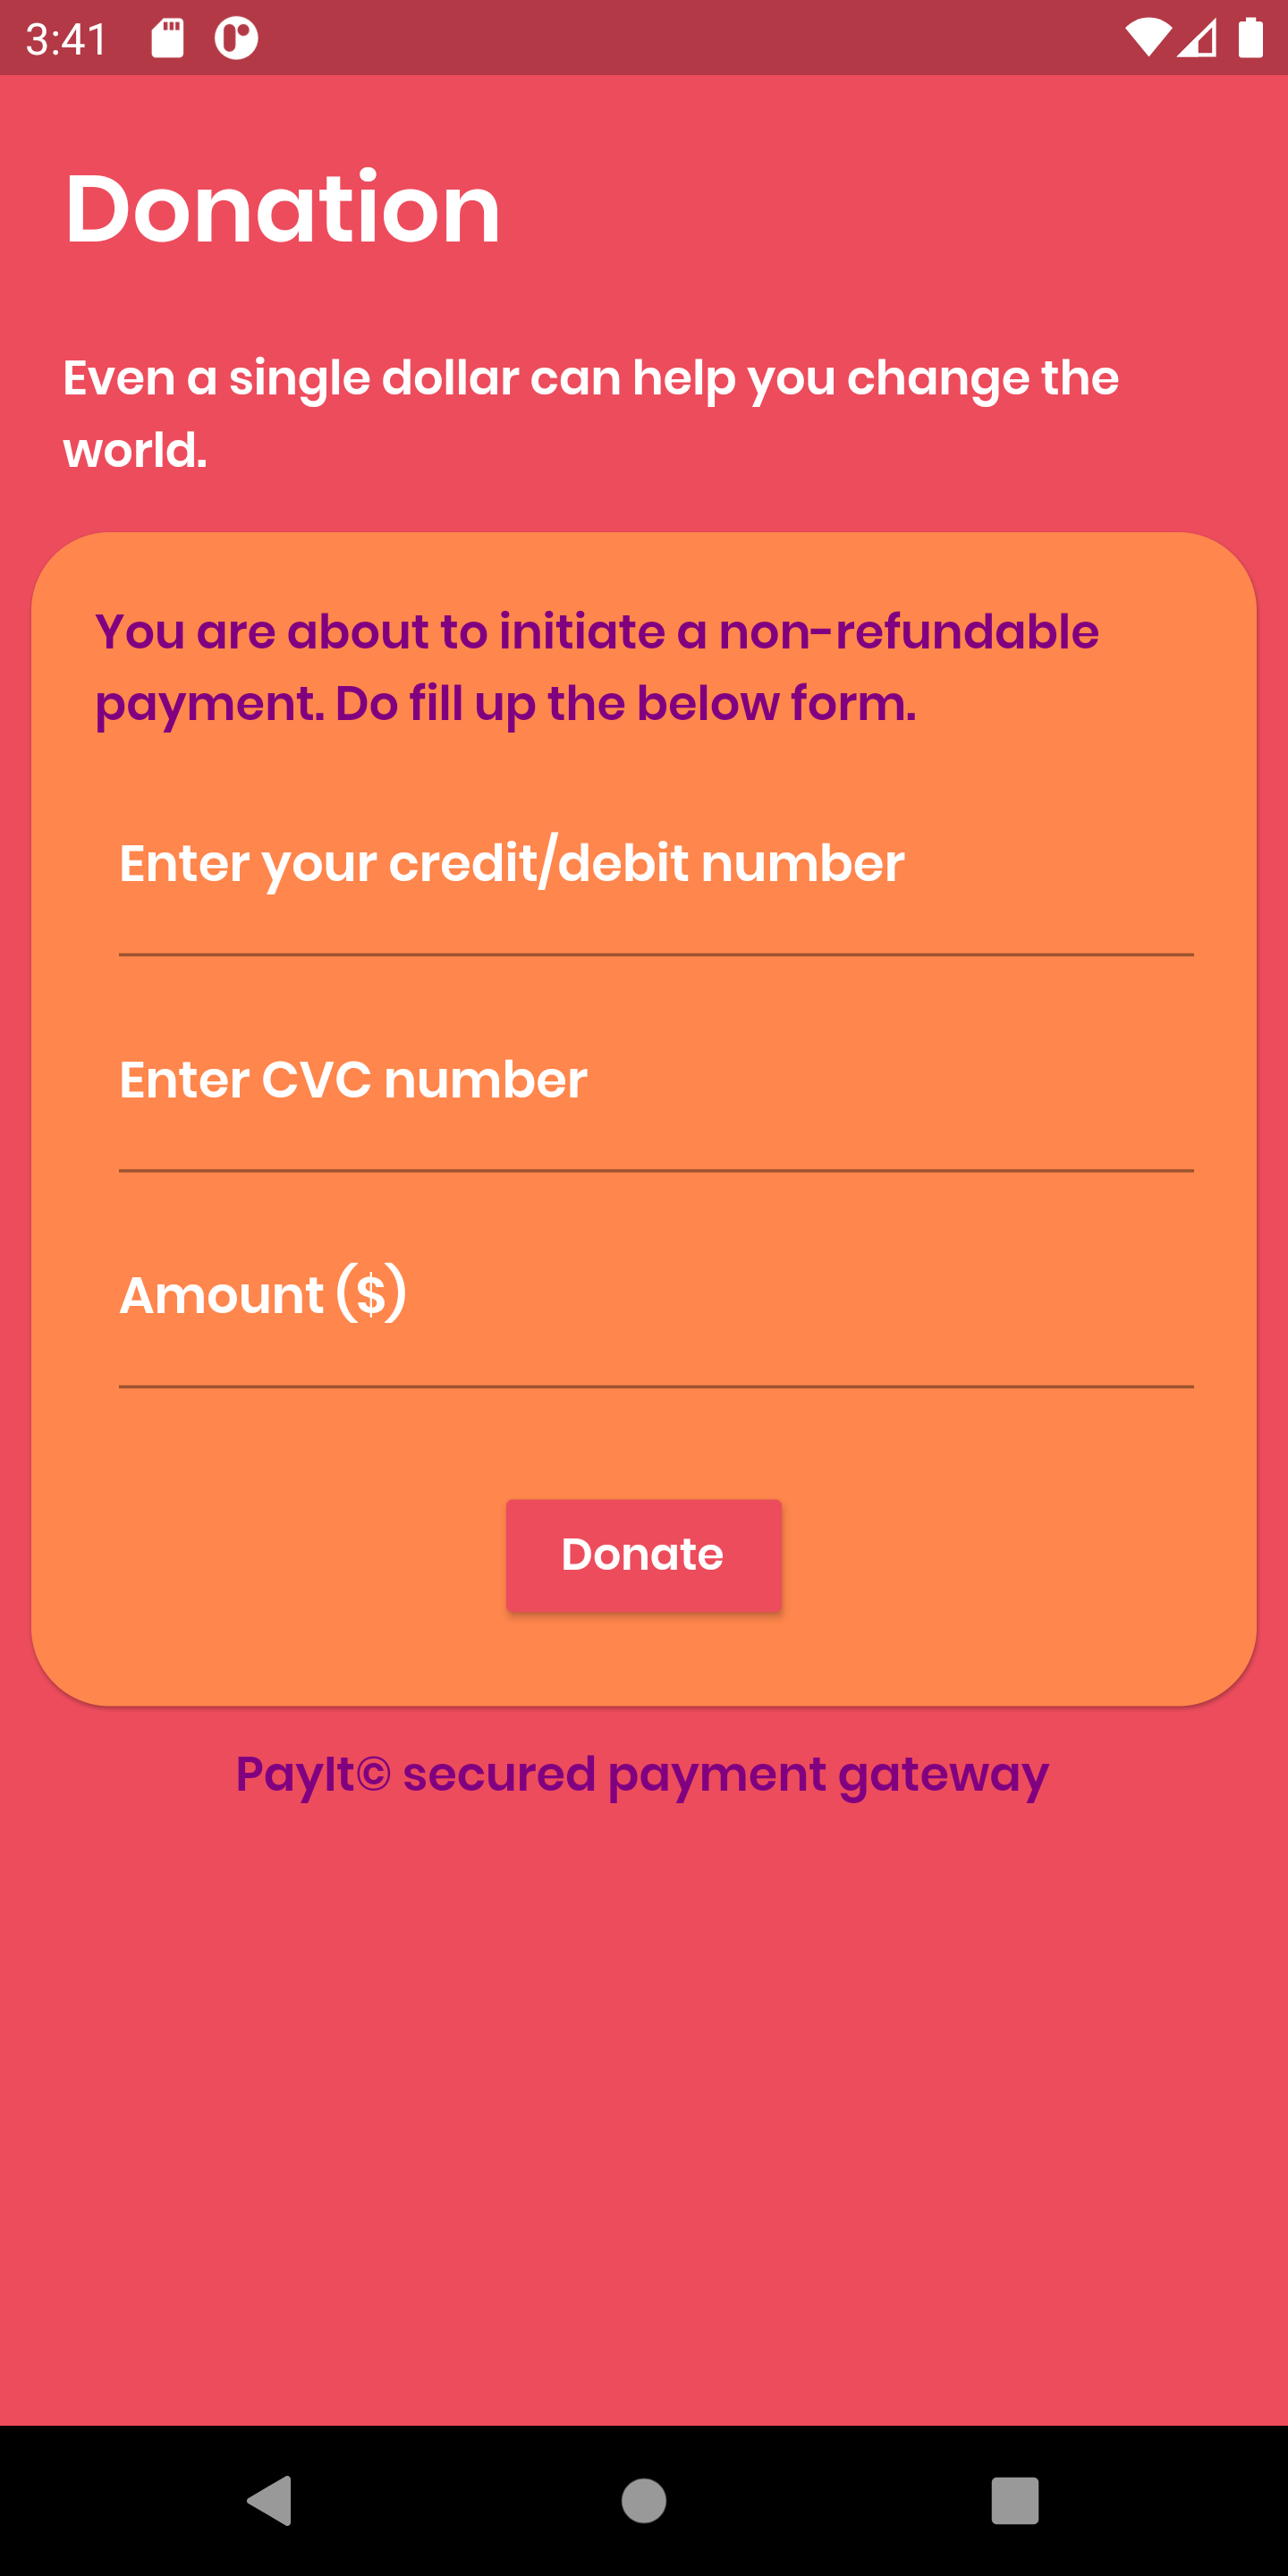 3:41
Donation
Even a single dollar can help you change the
world.
You are about to initiate a non-refundable
payment. Do fill up the below form.
Enter your credit/debit number
Enter CVC number
Amount ($)
Donate
PayIt© secured payment gateway